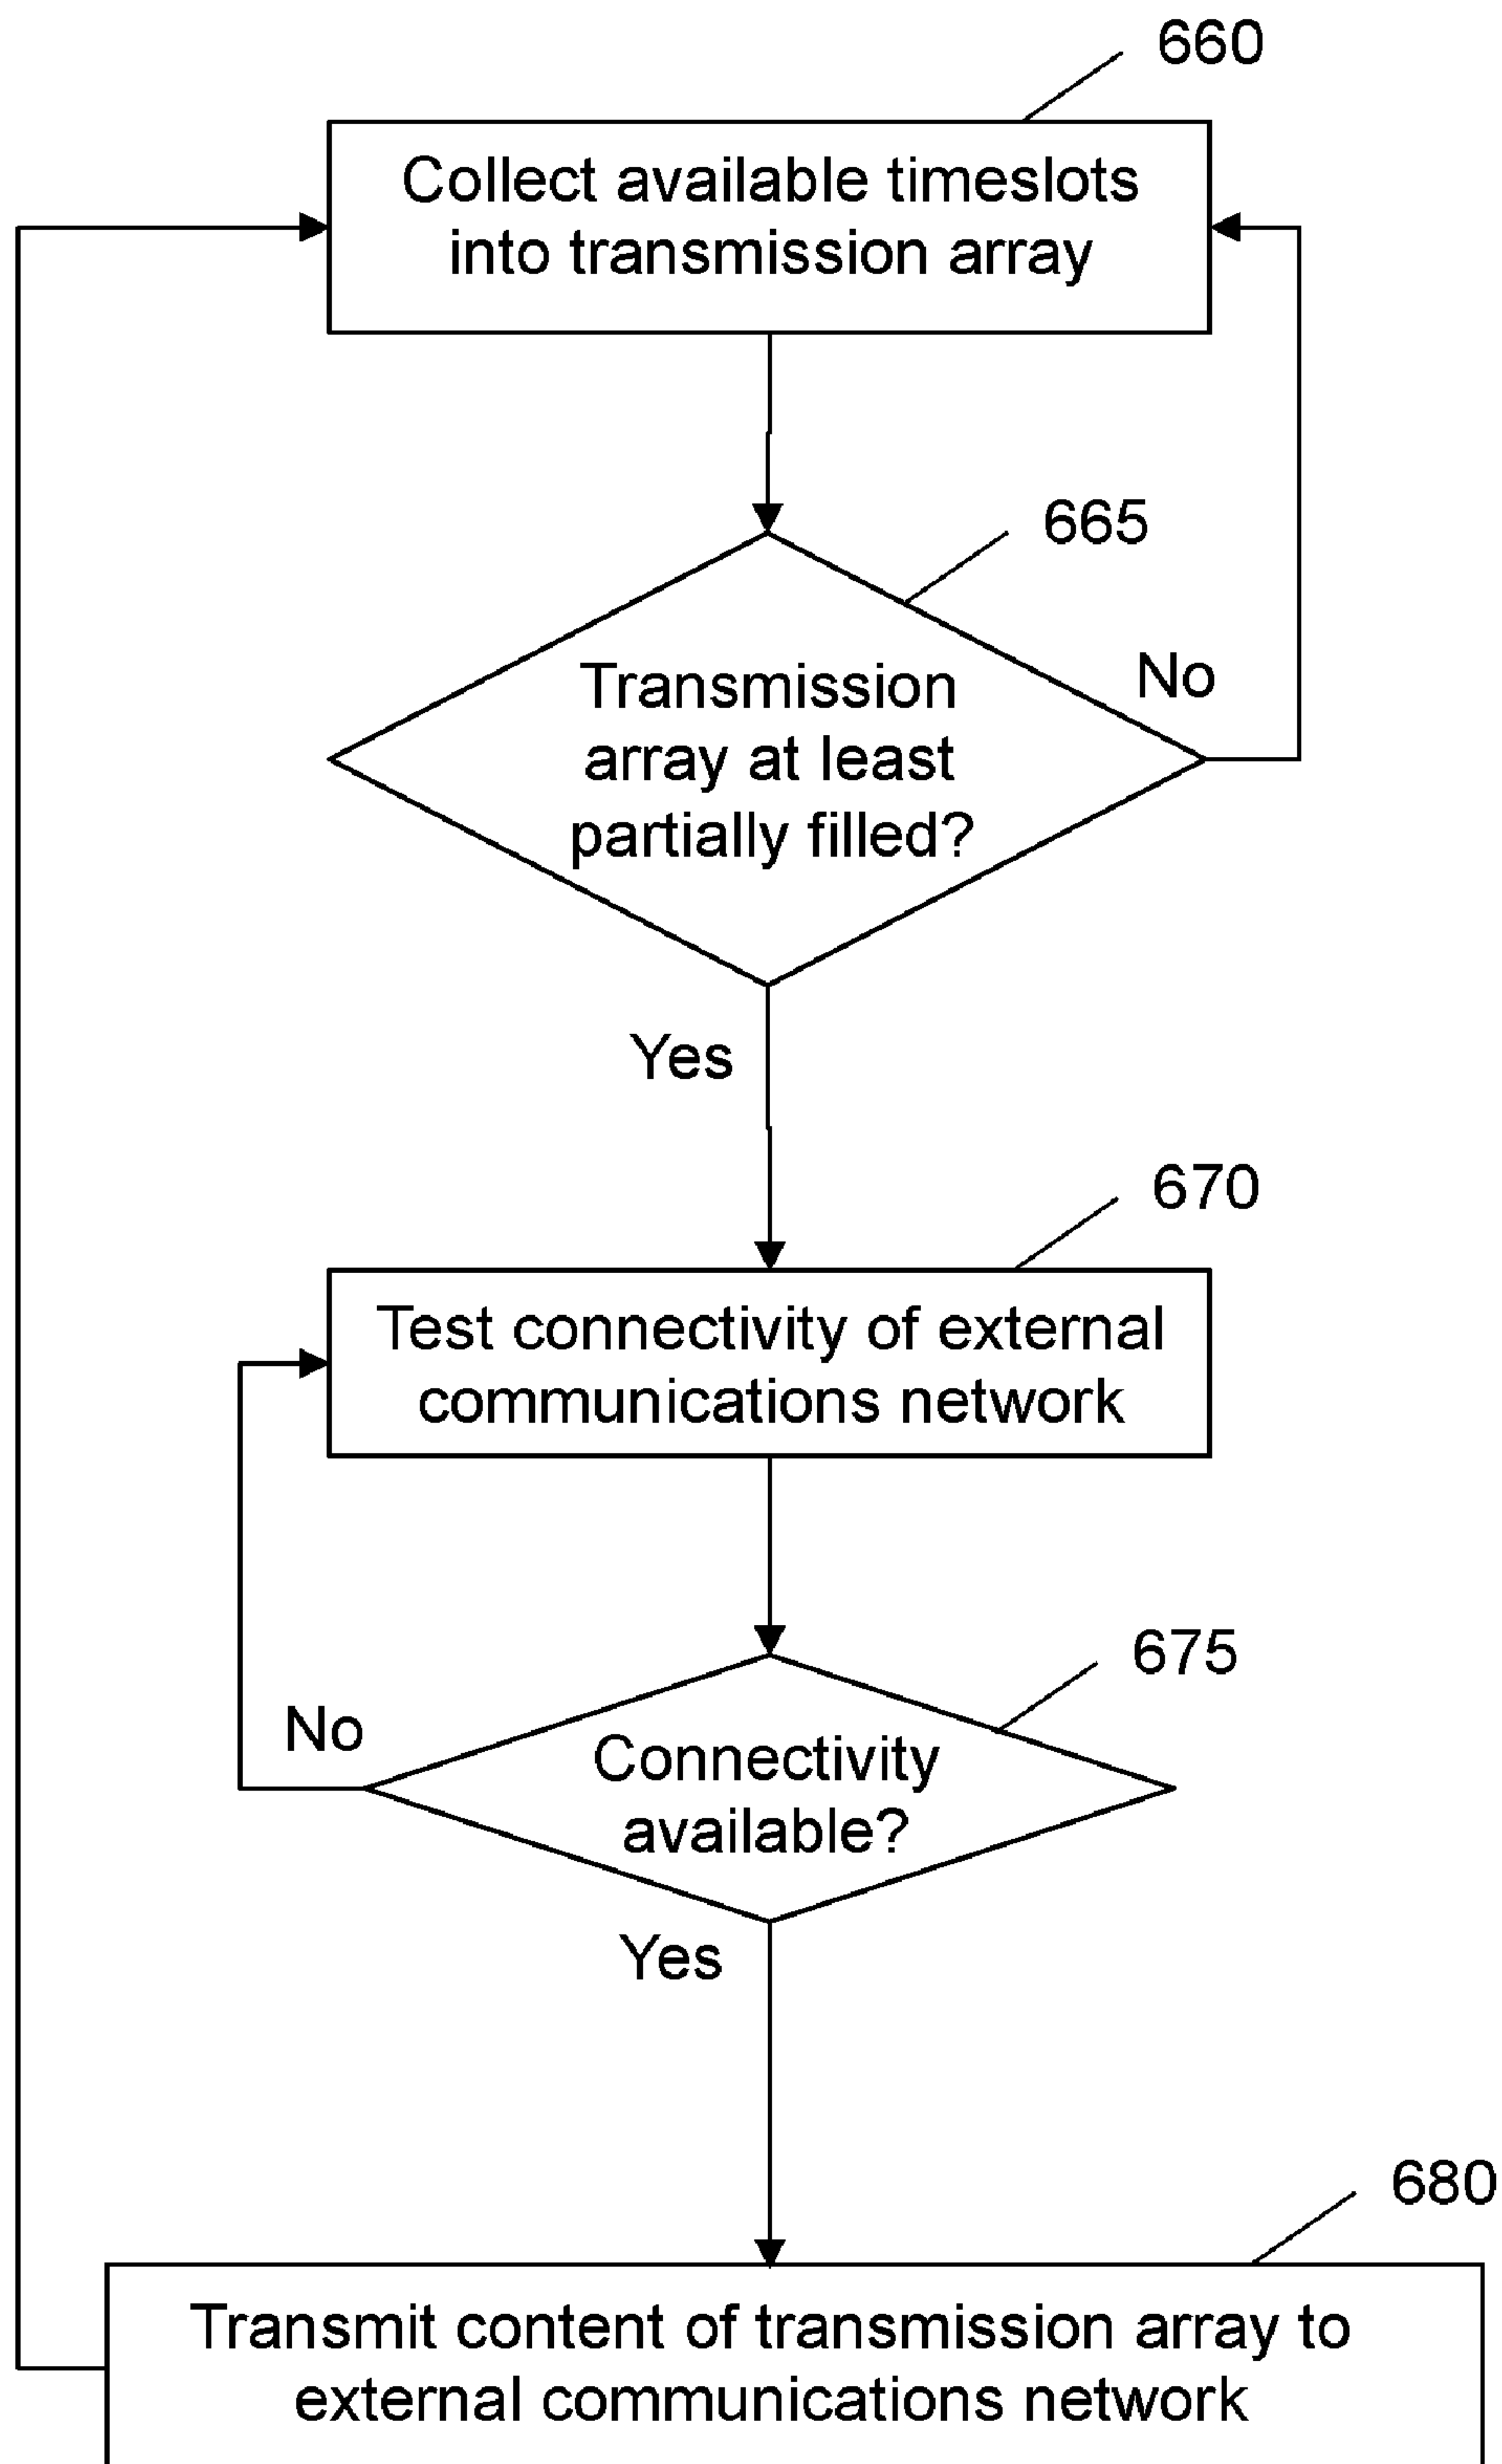 660
Collect available timeslots
into transmission array
665
Transmission
array at least
partially filled?
No
Yes
670
Test connectivity of external
communications network
675
No
Connectivity
available?
Yes
680
Transmit content of transmission array to
external communications network